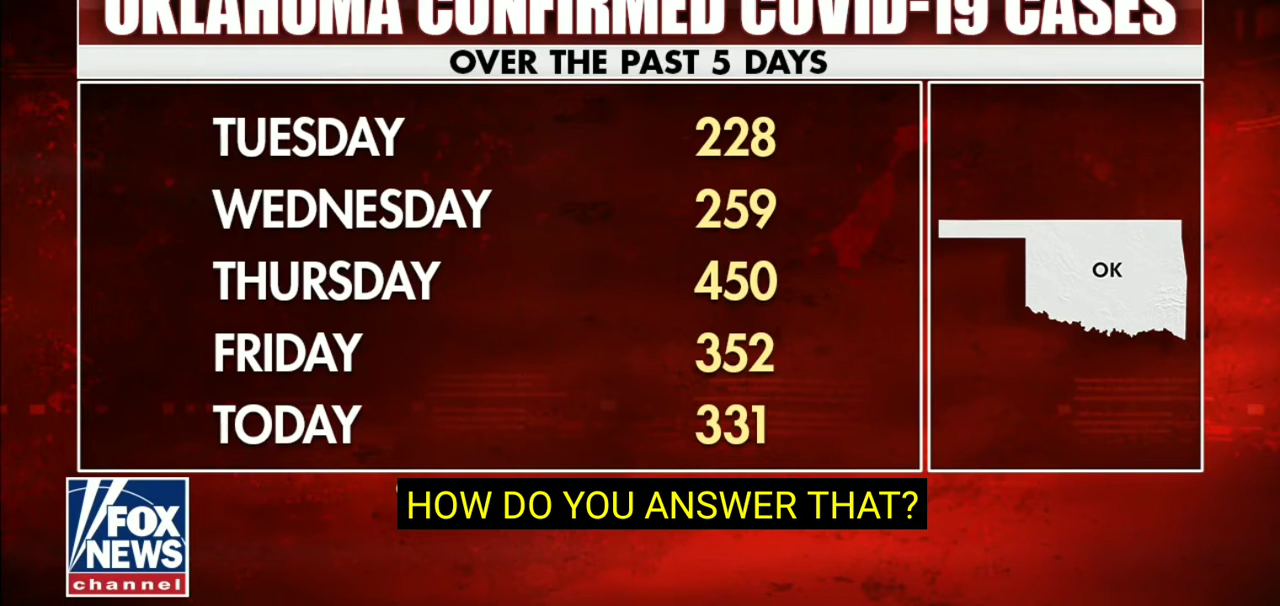 OKLAHOMA CONFIRMED COVID-19 CASES
OVER THE PAST 5 DAYS
TUESDAY 228
WEDNESDAY 259
THURSDAY 450
FRIDAY 352
TODAY 331
OK
HOW DO YOU ANSWER THAT?
FOX
NEWS
channel